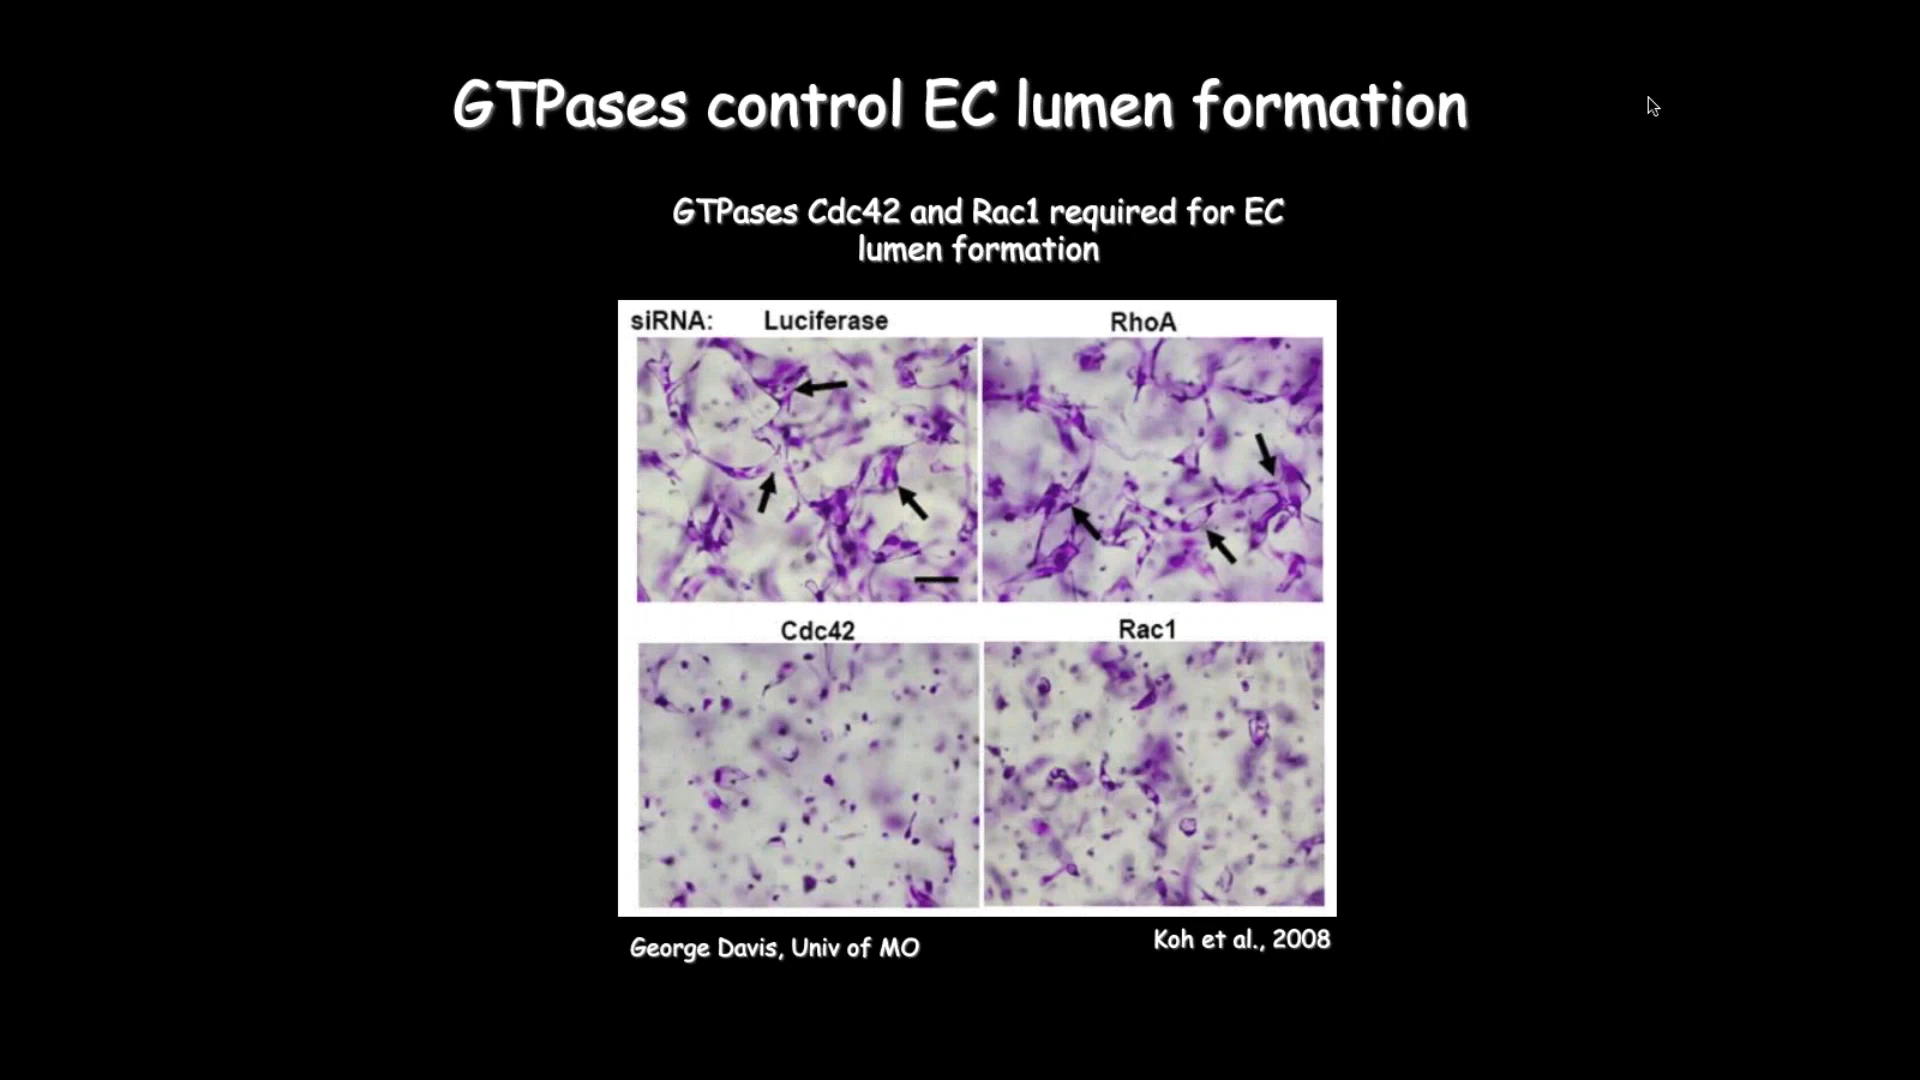 GTPases control EC lumen formation
GTPases Cdc42 and Rac1 required for EC
lumen formation
siRNA: Luciferase
RhoA
Cdc42
Rac1
George Davis, Univ of MO
Koh et al., 2008